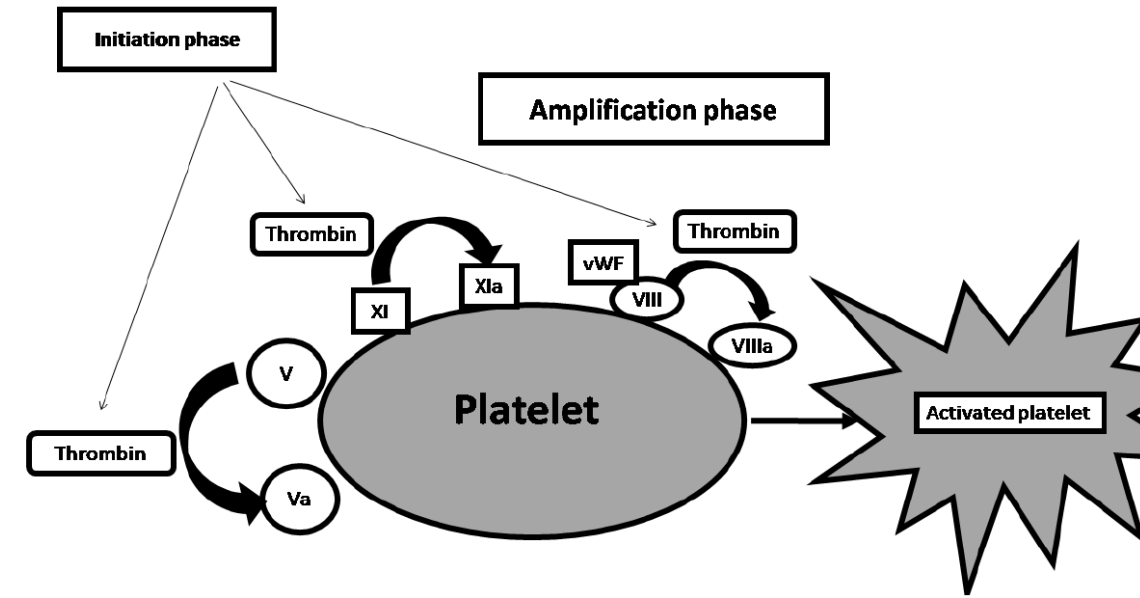 Initiation phase
Amplification phase
Thrombin
Thrombin
vWF
XIa
VIII
XI
VIIIa
V
Platelet
Activated platelet
Thrombin
Va